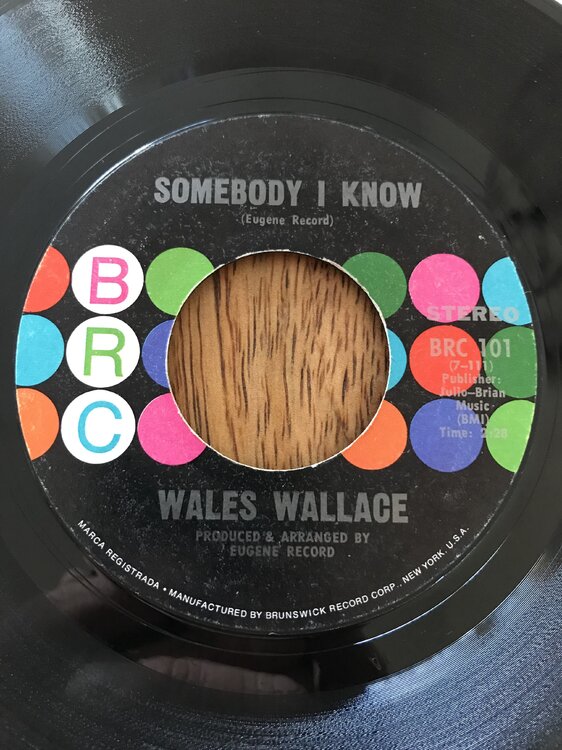 SOMEBODY I KNOW
(Eugene Record)
B
R
C
STEREO
BRC 101
(7-111)
Publisher:
Julio-Brian
Music
(BMI)
Time: 2:28
WALES WALLACE
PRODUCED & ARRANGED BY
EUGENE RECORD
MARCA REGISTRADA • MANUFACTURED BY BRUNSWICK RECORD CORP., NEW YORK, U.S.A.